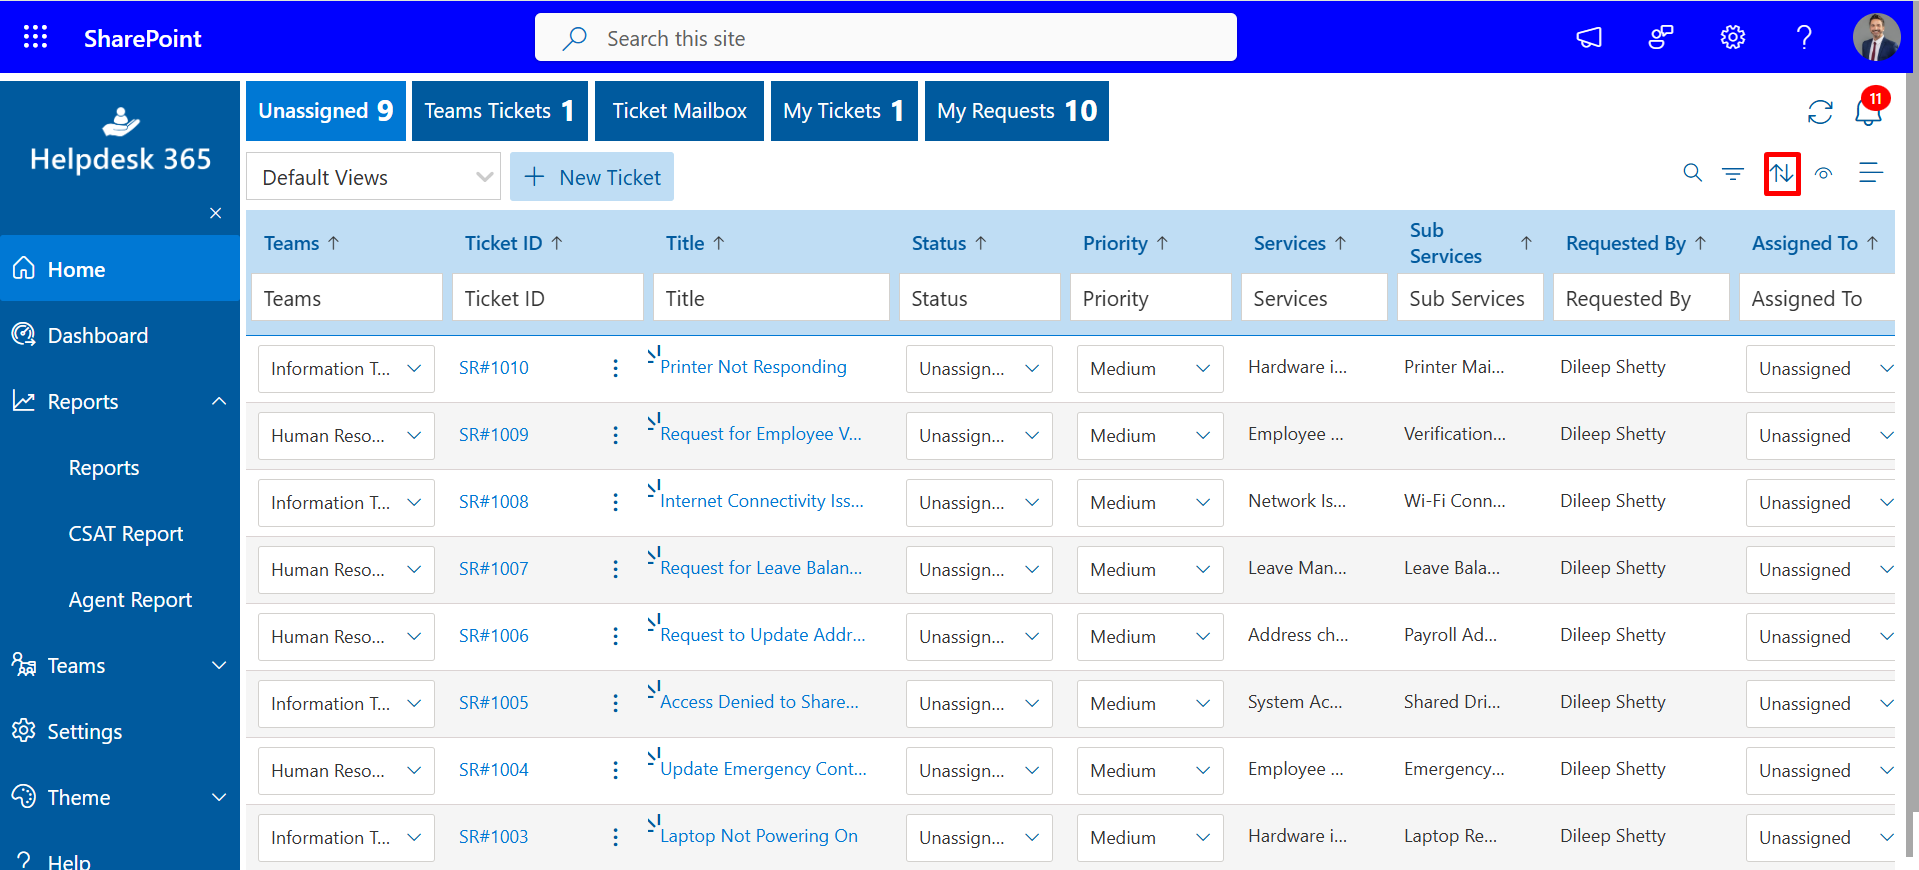 SharePoint
Search this site
Helpdesk 365
Home
Dashboard
Reports
Reports
CSAT Report
Agent Report
Teams
Settings
Theme
Help
Unassigned 9
Teams Tickets 1
Ticket Mailbox
My Tickets 1
My Requests 10
11
Default Views
New Ticket
Teams Ticket ID Title Status Priority Services Sub Services Requested By Assigned To
Teams Ticket ID Title Status Priority Services Sub Services Requested By Assigned To
Information T... SR#1010 Printer Not Responding Unassign... Medium Hardware i... Printer Mai... Dileep Shetty Unassigned
Human Reso... SR#1009 Request for Employee V... Unassign... Medium Employee ... Verification... Dileep Shetty Unassigned
Information T... SR#1008 Internet Connectivity Iss... Unassign... Medium Network Is... Wi-Fi Conn... Dileep Shetty Unassigned
Human Reso... SR#1007 Request for Leave Balan... Unassign... Medium Leave Man... Leave Bala... Dileep Shetty Unassigned
Human Reso... SR#1006 Request to Update Addr... Unassign... Medium Address ch... Payroll Ad... Dileep Shetty Unassigned
Information T... SR#1005 Access Denied to Share... Unassign... Medium System Ac... Shared Dri... Dileep Shetty Unassigned
Human Reso... SR#1004 Update Emergency Cont... Unassign... Medium Employee ... Emergency... Dileep Shetty Unassigned
Information T... SR#1003 Laptop Not Powering On Unassign... Medium Hardware i... Laptop Re... Dileep Shetty Unassigned